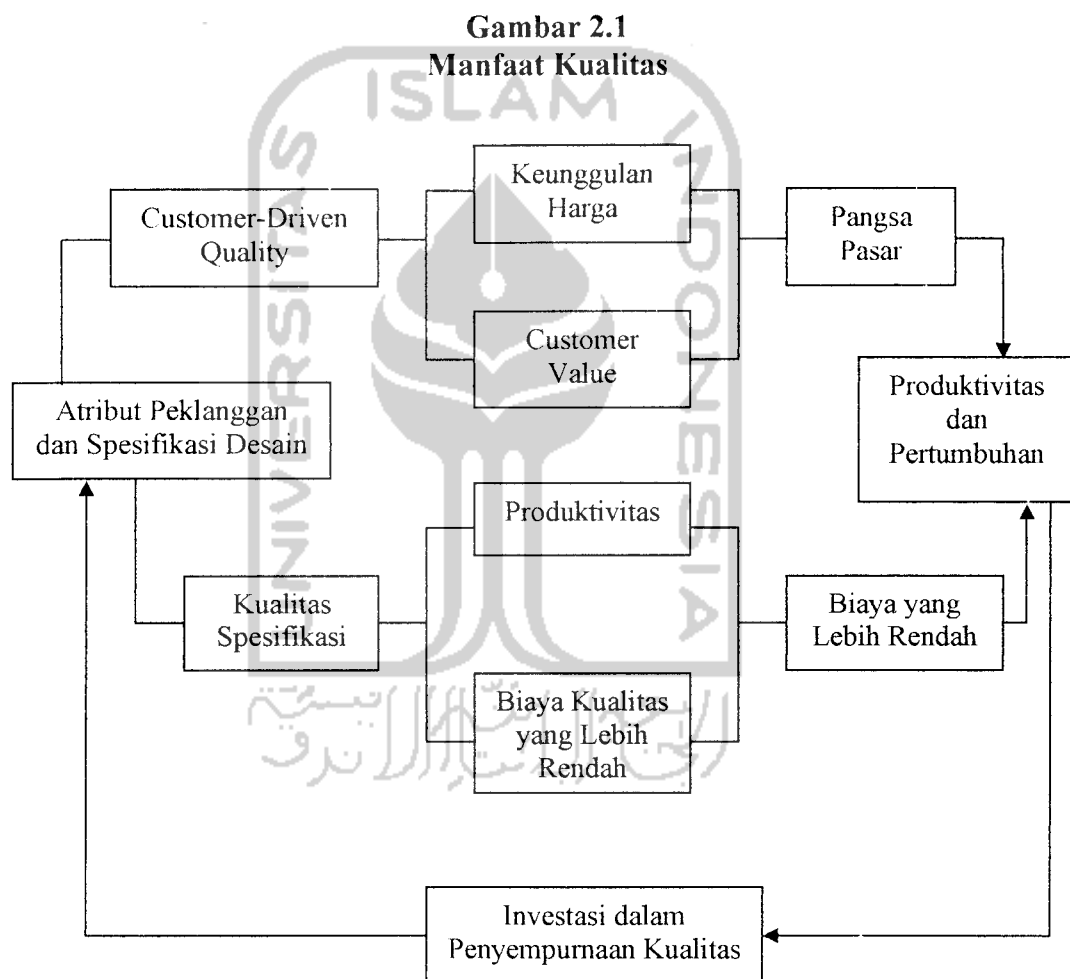 Gambar 2.1
Manfaat Kualitas
ISLAM
UNIVERSITAS
INDONESIA
Keunggulan
Harga
Customer-Driven
Quality
Pangsa
Pasar
Customer
Value
Atribut Peklanggan
dan Spesifikasi Desain
Produktivitas
dan
Pertumbuhan
Produktivitas
Kualitas
Spesifikasi
Biaya yang
Lebih Rendah
Biaya Kualitas
yang Lebih
Rendah
Investasi dalam
Penyempurnaan Kualitas